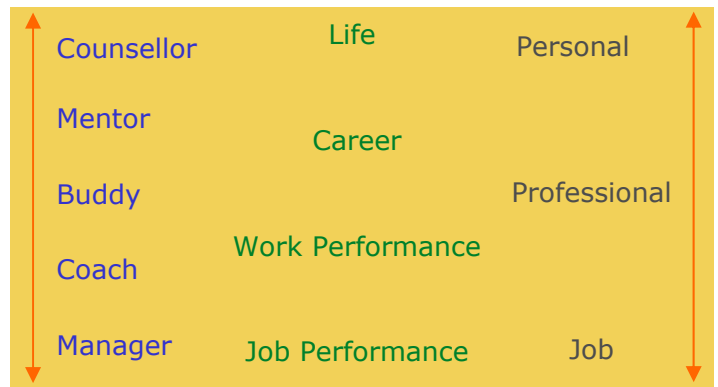 Counsellor Life Personal
Mentor
Career
Buddy Professional
Work Performance
Coach
Manager Job Performance Job